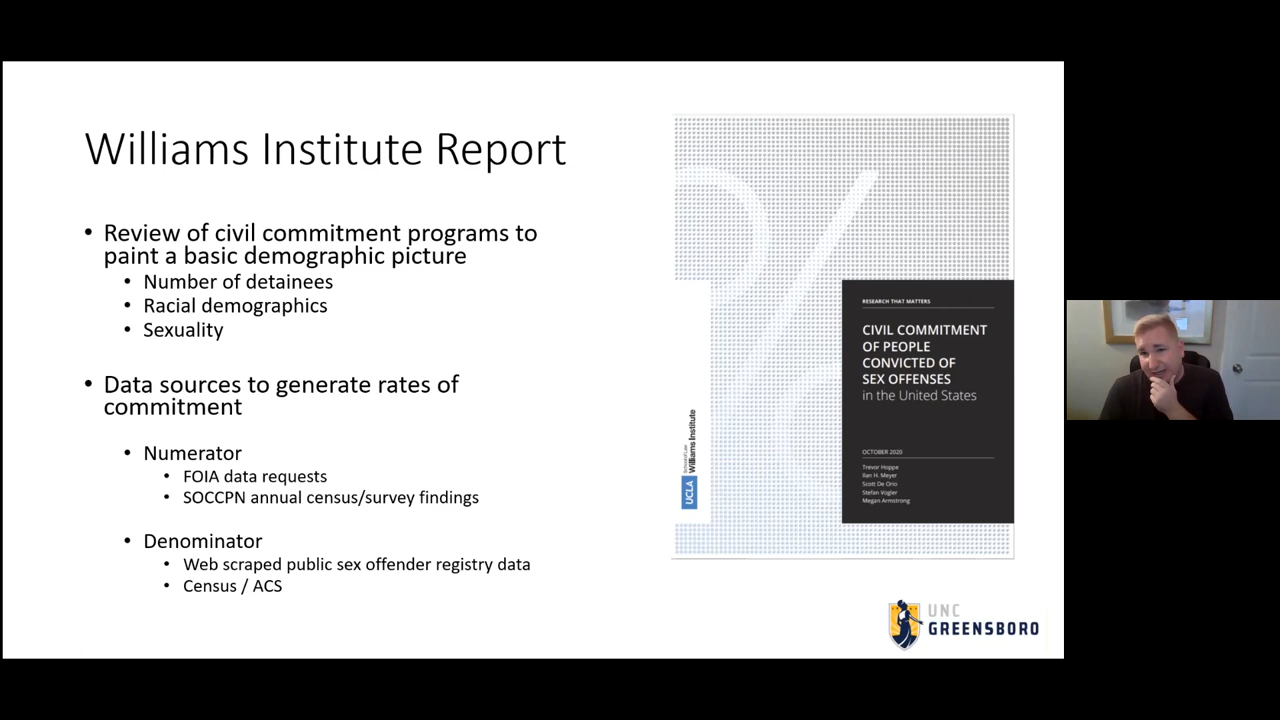 Williams Institute Report
• Review of civil commitment programs to
paint a basic demographic picture
• Number of detainees
• Racial demographics
• Sexuality
• Data sources to generate rates of
commitment
• Numerator
• FOIA data requests
• SOCCPN annual census/survey findings
• Denominator
• Web scraped public sex offender registry data
• Census / ACS
RESEARCH THAT MATTERS
CIVIL COMMITMENT
OF PEOPLE
CONVICTED OF
SEX OFFENSES
in the United States
OCTOBER 2020
Trevor Hoppe
Ilan H. Meyer
Scott De Orio
Stefan Vogler
Megan Armstrong
UCLA
School of Law
Williams Institute
UNC
GREENSBORO